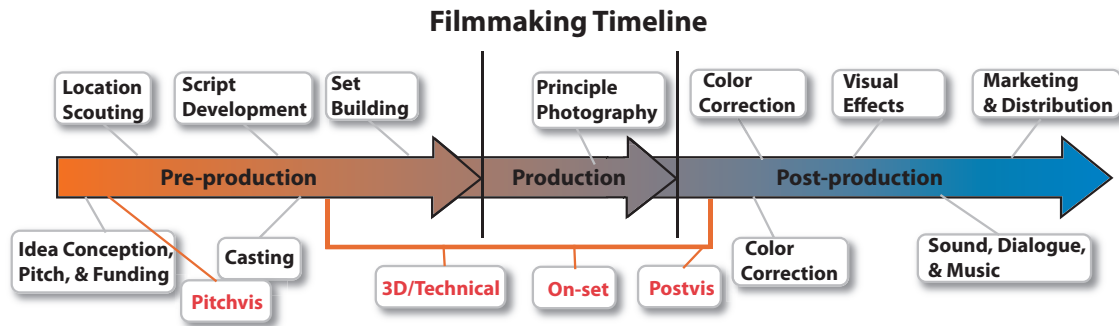 Filmmaking Timeline
Location
Scouting
Script
Development
Set
Building
Principle
Photography
Color
Correction
Visual
Effects
Marketing
& Distribution
Pre-production
Production
Post-production
Idea Conception,
Pitch, & Funding
Pitchvis
Casting
3D/Technical
On-set
Postvis
Color
Correction
Sound, Dialogue,
& Music